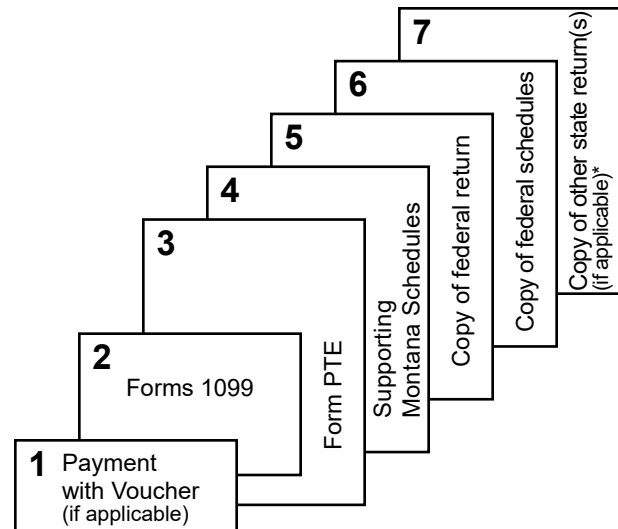 7
Copy of other state return(s)
(if applicable)*
6
Copy of federal schedules
5
Copy of federal return
4
Supporting
Montana Schedules
3
Form PTE
2
Forms 1099
1
Payment
with Voucher
(if applicable)